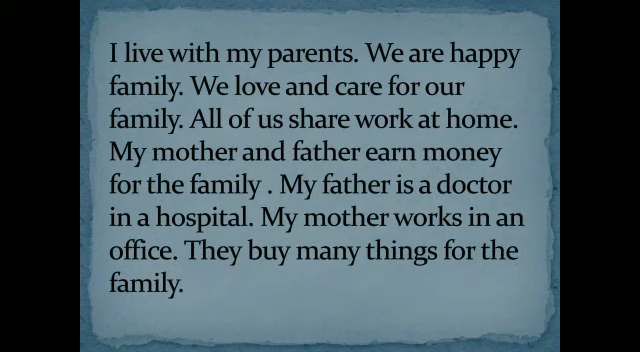 I live with my parents. We are happy
family. We love and care for our
family. All of us share work at home.
My mother and father earn money
for the family . My father is a doctor
in a hospital. My mother works in an
office. They buy many things for the
family.